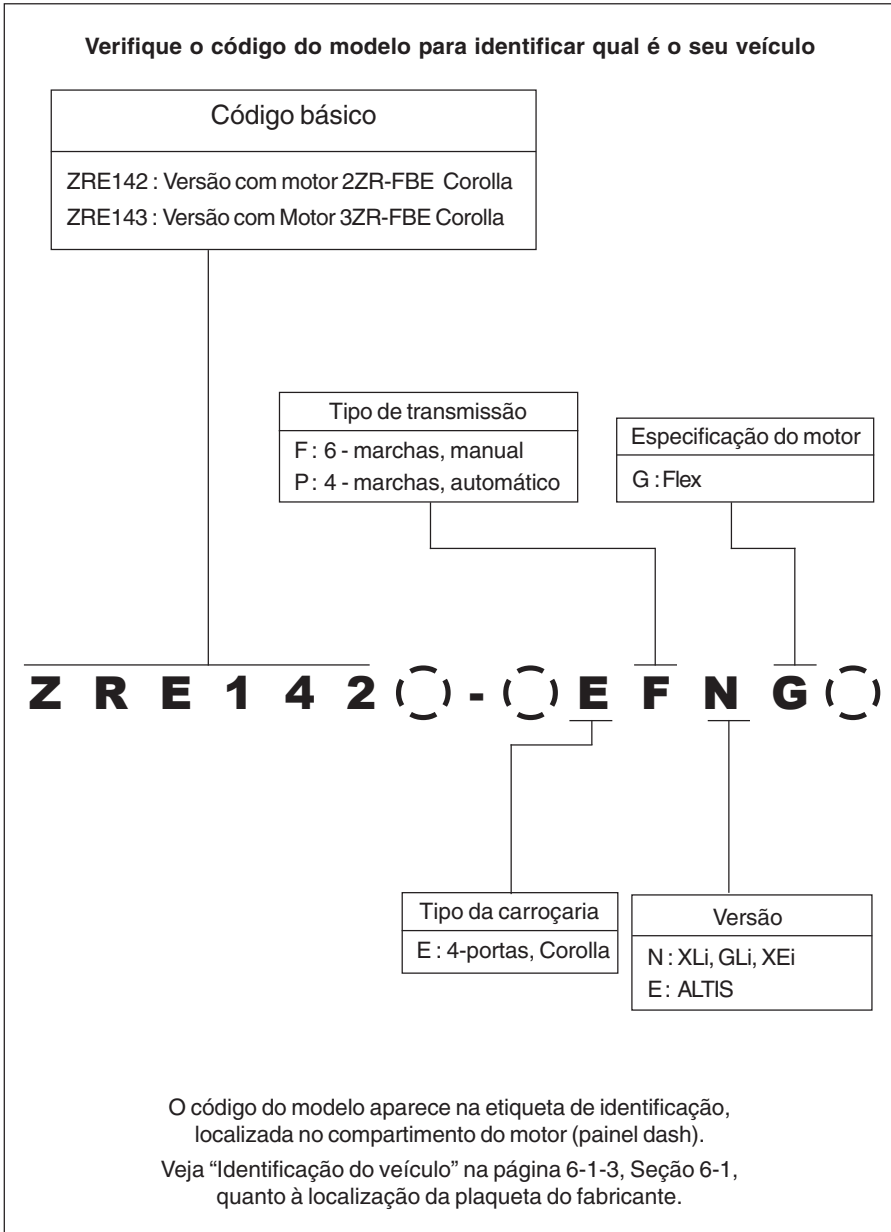 Verifique o código do modelo para identificar qual é o seu veículo
Código básico
ZRE142 : Versão com motor 2ZR-FBE Corolla
ZRE143 : Versão com Motor 3ZR-FBE Corolla
Tipo de transmissão
F : 6 - marchas, manual
P : 4 - marchas, automático
Especificação do motor
G : Flex
Z R E 1 4 2 - E F N G
Tipo da carroçaria
E : 4-portas, Corolla
Versão
N : XLi, GLi, XEi
E : ALTIS
O código do modelo aparece na etiqueta de identificação,
localizada no compartimento do motor (painel dash).
Veja “Identificação do veículo” na página 6-1-3, Seção 6-1,
quanto à localização da plaqueta do fabricante.